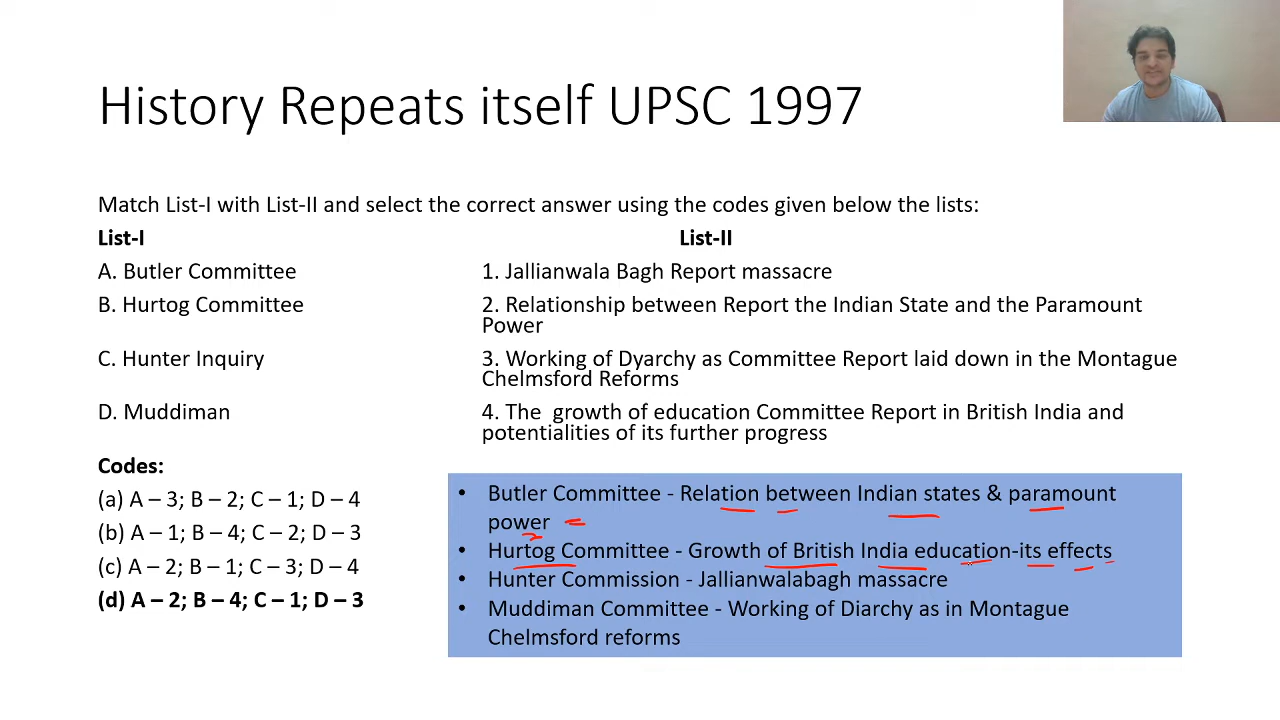 History Repeats itself UPSC 1997
Match List-I with List-II and select the correct answer using the codes given below the lists:
List-I List-II
A. Butler Committee 1. Jallianwala Bagh Report massacre
B. Hurtog Committee 2. Relationship between Report the Indian State and the Paramount
Power
C. Hunter Inquiry 3. Working of Dyarchy as Committee Report laid down in the Montague
Chelmsford Reforms
D. Muddiman 4. The growth of education Committee Report in British India and
potentialities of its further progress
Codes:
(a) A – 3; B – 2; C – 1; D – 4
(b) A – 1; B – 4; C – 2; D – 3
(c) A – 2; B – 1; C – 3; D – 4
(d) A – 2; B – 4; C – 1; D – 3
• Butler Committee - Relation between Indian states & paramount
power
• Hurtog Committee - Growth of British India education-its effects
• Hunter Commission - Jallianwalabagh massacre
• Muddiman Committee - Working of Diarchy as in Montague
Chelmsford reforms